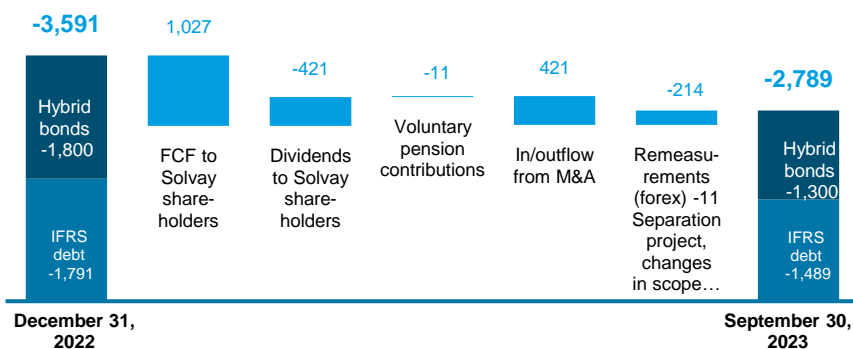 -3,591
Hybrid
bonds
-1,800
IFRS
debt
-1,791
December 31,
2022
1,027
FCF to
Solvay
share-
holders
-421
Dividends
to Solvay
share-
holders
-11
Voluntary
pension
contributions
421
In/outflow
from M&A
-214
Remeasu-
rements
(forex) -11
Separation
project,
changes
in scope…
-2,789
Hybrid
bonds
-1,300
IFRS
debt
-1,489
September 30,
2023